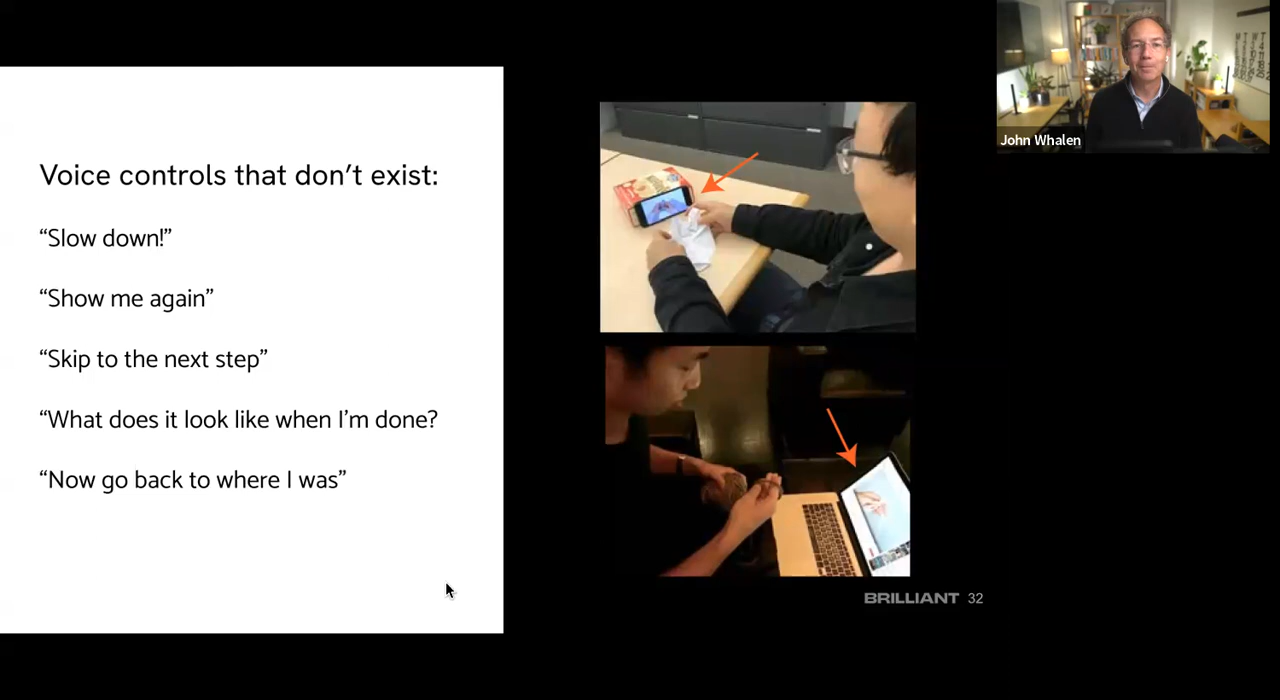 Voice controls that don’t exist:
“Slow down!”
“Show me again”
“Skip to the next step”
“What does it look like when I’m done?
“Now go back to where I was”
John Whalen
BRILLIANT 32